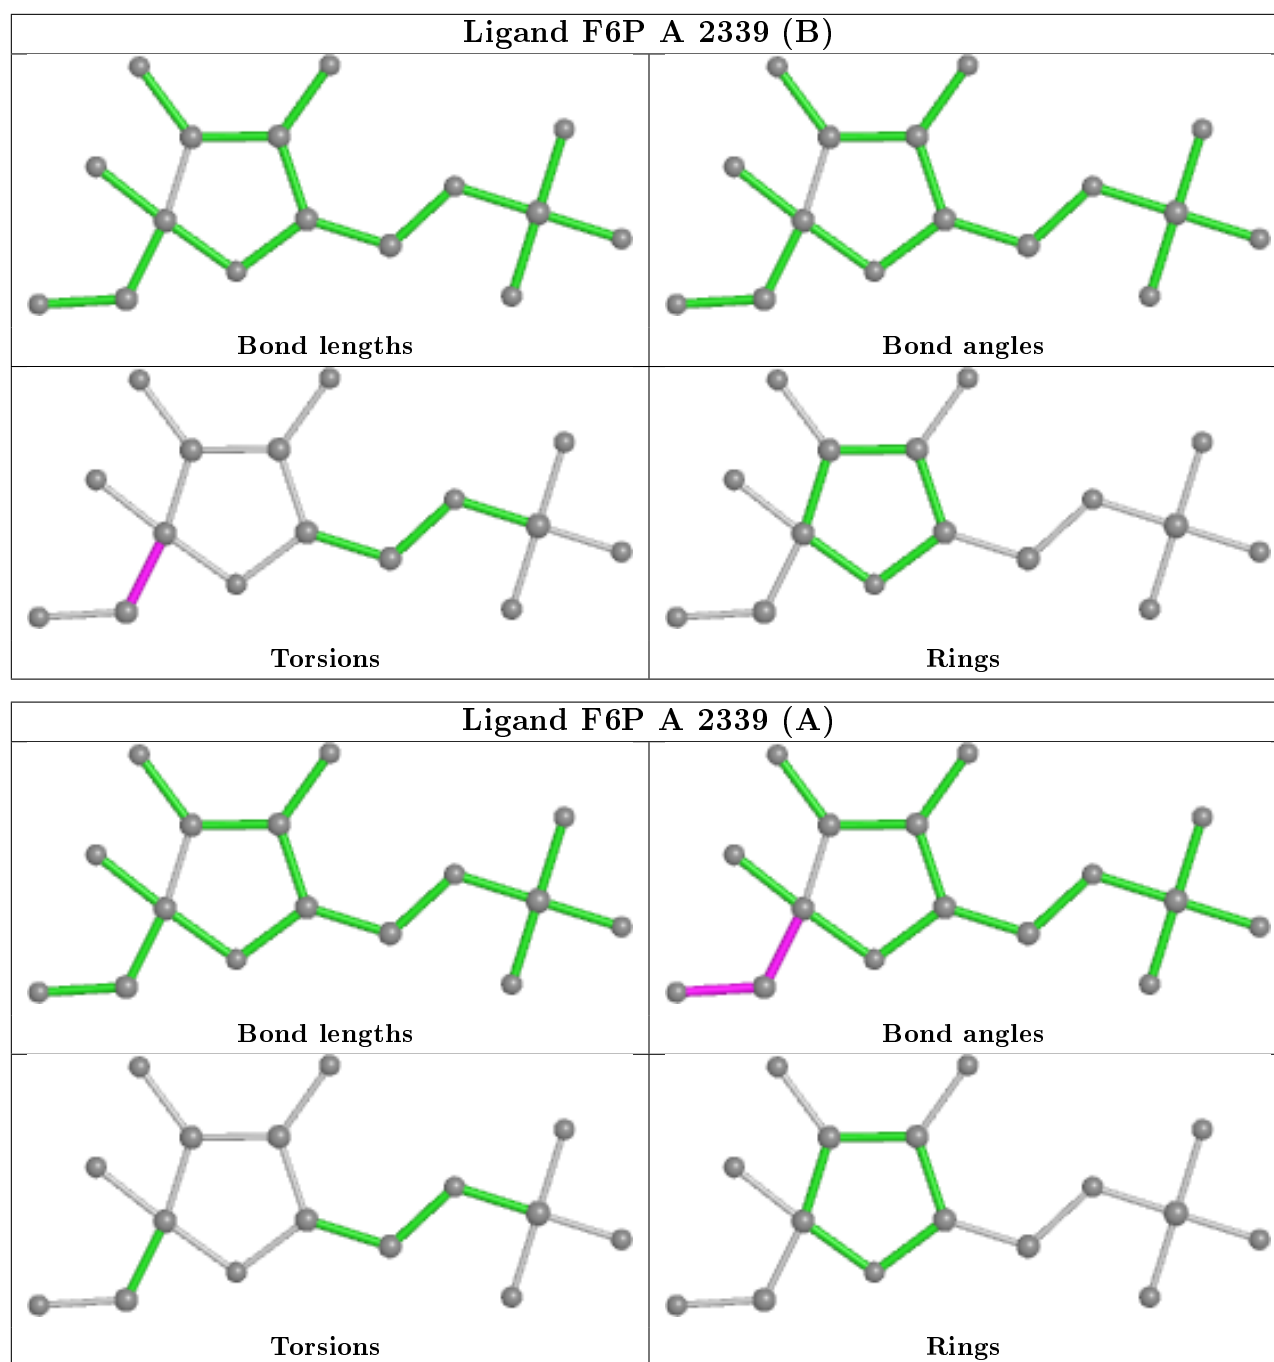 Ligand F6P A 2339 (B)
Bond lengths
Bond angles
Torsions
Rings
Ligand F6P A 2339 (A)
Bond lengths
Bond angles
Torsions
Rings